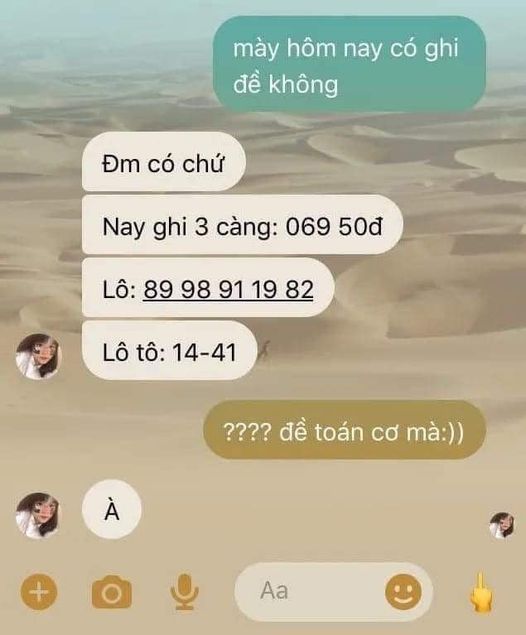 mày hôm nay có ghi
đề không
Đm có chứ
Nay ghi 3 càng: 069 50đ
Lô: 89 98 91 19 82
Lô tô: 14-41
???? đề toán cơ mà:))
À
Aa